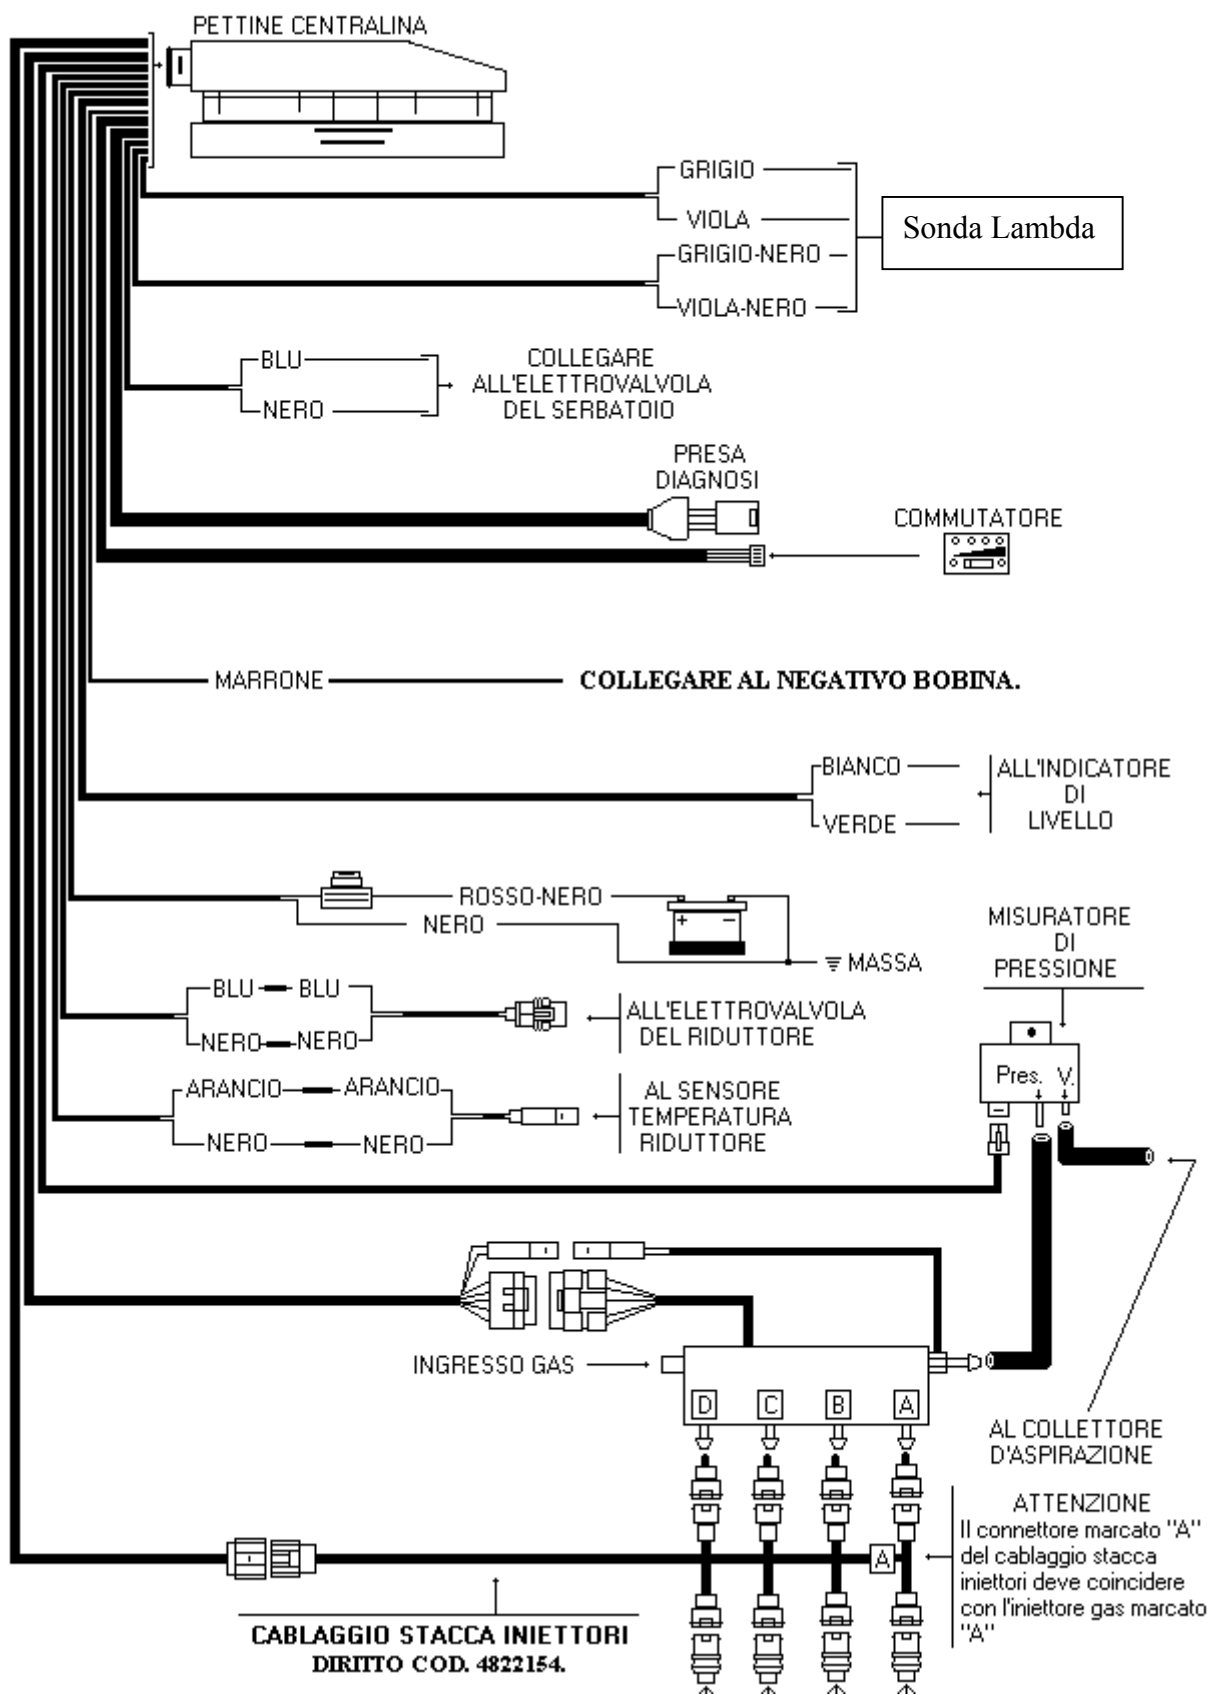 PETTINE CENTRALINA
GRIGIO
VIOLA
GRIGIO-NERO
VIOLA-NERO
Sonda Lambda
BLU
NERO
COLLEGARE
ALL'ELETTROVALVOLA
DEL SERBATOIO
PRESA
DIAGNOSI
COMMUTATORE
MARRONE
COLLEGARE AL NEGATIVO BOBINA.
BIANCO
VERDE
ALL'INDICATORE
DI
LIVELLO
ROSSO-NERO
NERO
+ −
MASSA
MISURATORE
DI
PRESSIONE
BLU BLU
NERO NERO
ALL'ELETTROVALVOLA
DEL RIDUTTORE
Pres. V.
ARANCIO ARANCIO
NERO NERO
AL SENSORE
TEMPERATURA
RIDUTTORE
INGRESSO GAS
D C B A
AL COLLETTORE
D'ASPIRAZIONE
ATTENZIONE
Il connettore marcato "A"
del cablaggio stacca
iniettori deve coincidere
con l'iniettore gas marcato
"A"
A
CABLAGGIO STACCA INIETTORI
DIRITTO COD. 4822154.